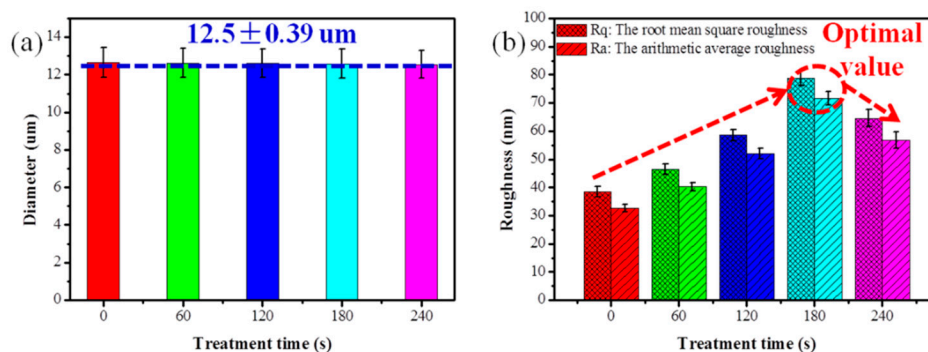 (a)
12.5±0.39 um
14
12
10
8
6
4
2
0
Diameter (um)
0 60 120 180 240
Treatment time (s)
(b)
Rq: The root mean square roughness
Ra: The arithmetic average roughness
Optimal
value
100
90
80
70
60
50
40
30
20
10
0
Roughness (nm)
0 60 120 180 240
Treatment time (s)